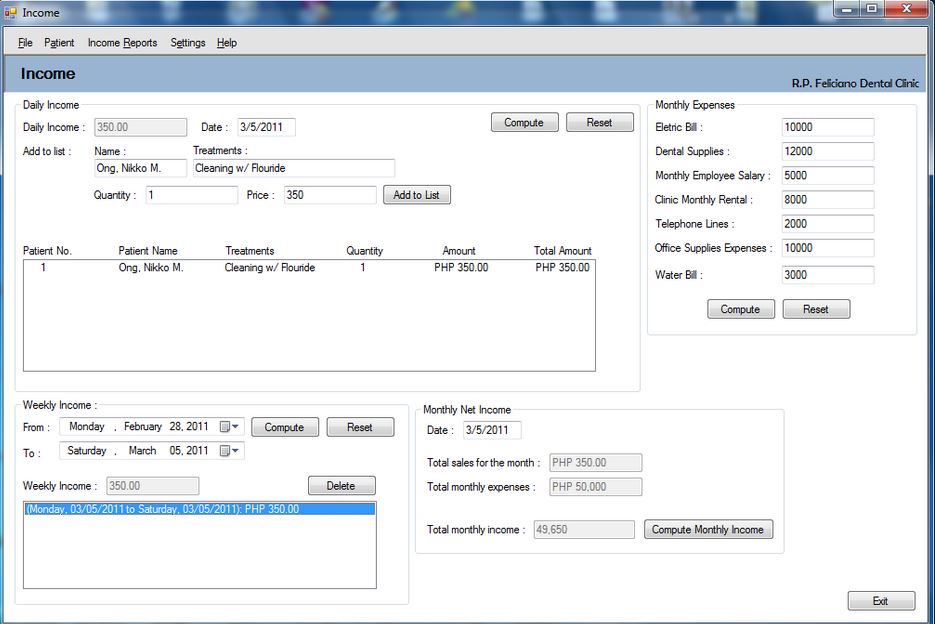 Income
File Patient Income Reports Settings Help
Income
R.P. Feliciano Dental Clinic
Daily Income
Daily Income : 350.00 Date : 3/5/2011 Compute Reset
Add to list : Name : Treatments :
Ong, Nikko M. Cleaning w/ Flouride
Quantity : 1 Price : 350 Add to List
Patient No. Patient Name Treatments Quantity Amount Total Amount
1 Ong, Nikko M. Cleaning w/ Flouride 1 PHP 350.00 PHP 350.00
Monthly Expenses
Eletric Bill : 10000
Dental Supplies : 12000
Monthly Employee Salary : 5000
Clinic Monthly Rental : 8000
Telephone Lines : 2000
Office Supplies Expenses : 10000
Water Bill : 3000
Compute Reset
Weekly Income :
From : Monday , February 28, 2011 Compute Reset
To : Saturday , March 05, 2011
Weekly Income : 350.00 Delete
(Monday, 03/05/2011 to Saturday, 03/05/2011): PHP 350.00
Monthly Net Income
Date : 3/5/2011
Total sales for the month : PHP 350.00
Total monthly expenses : PHP 50,000
Total monthly income : 49,650 Compute Monthly Income
Exit